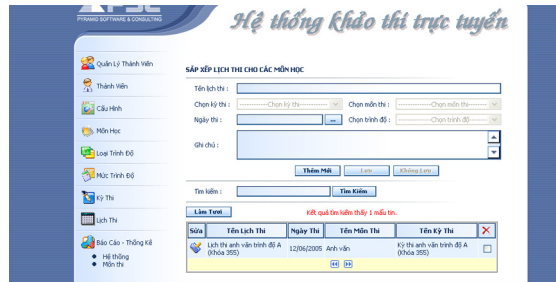 PYRAMID SOFTWARE & CONSULTING
Hệ thống khảo thí trực tuyến
Quản Lý Thành Viên
Thành Viên
Cấu Hình
Môn Học
Loại Trình Độ
Mức Trình Độ
Kỳ Thi
Lịch Thi
Báo Cáo - Thống Kê
Hệ thống
Môn thi
SẮP XẾP LỊCH THI CHO CÁC MÔN HỌC
Tên lịch thi :
Chọn kỳ thi : -------------Chọn kỳ thi------------- Chọn môn thi : -------------Chọn môn thi-------------
Ngày thi : ... Chọn trình độ : -------------Chọn trình độ-------------
Ghi chú :
Thêm Mới Lưu Không Lưu
Tìm kiếm : Tìm Kiếm
Làm Tươi Kết quả tìm kiếm thấy 1 mẩu tin.
Sửa Tên Lịch Thi Ngày Thi Tên Môn Thi Tên Kỳ Thi
Lịch thi anh văn trình độ A (Khóa 355) 12/06/2005 Anh văn Kỳ thi anh văn trình độ A (Khóa 355)